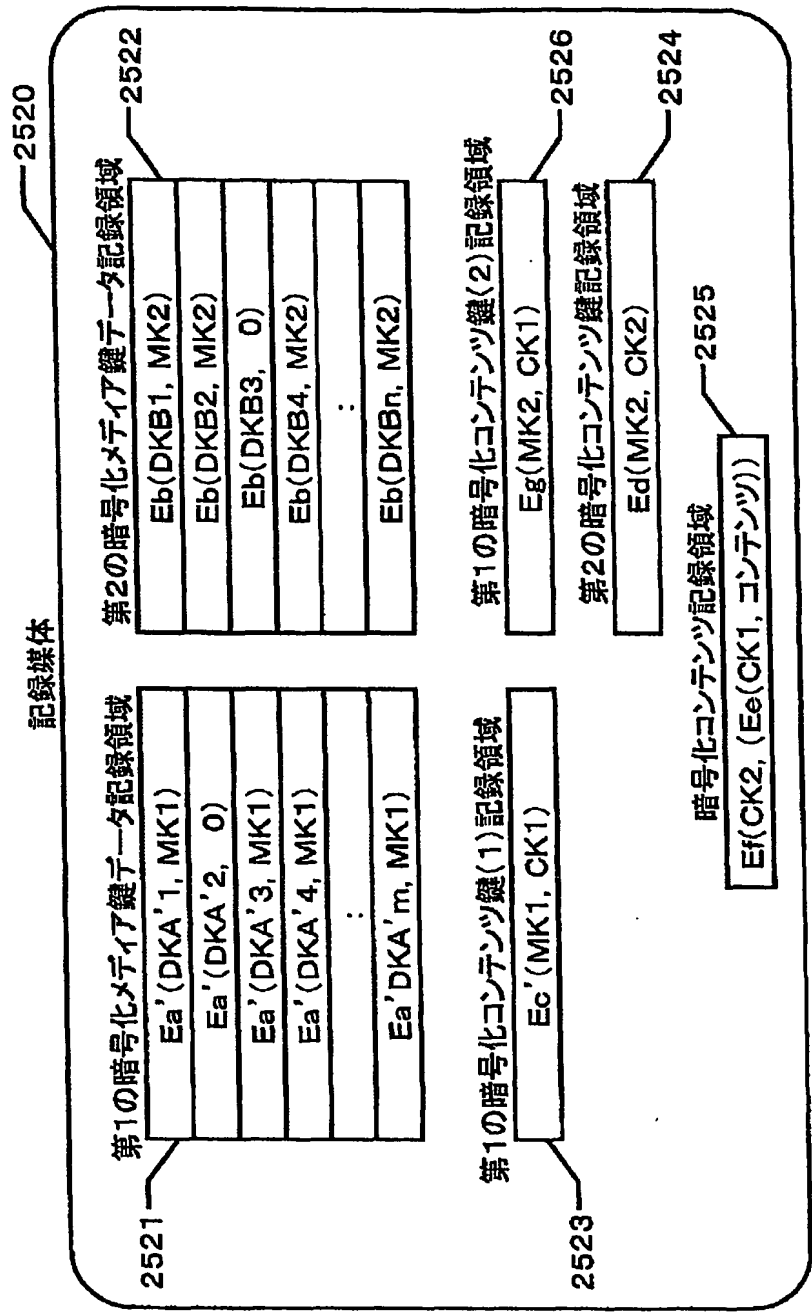 記録媒体
2520
第1の暗号化メディア鍵データ記録領域
2521
Ea'(DKA'1, MK1)
Ea'(DKA'2, 0)
Ea'(DKA'3, MK1)
Ea'(DKA'4, MK1)
:
Ea'DKA'm, MK1)
第2の暗号化メディア鍵データ記録領域
2522
Eb(DKB1, MK2)
Eb(DKB2, MK2)
Eb(DKB3, 0)
Eb(DKB4, MK2)
:
Eb(DKBn, MK2)
第1の暗号化コンテンツ鍵(1)記録領域
2523
Ec'(MK1, CK1)
第1の暗号化コンテンツ鍵(2)記録領域
2526
Eg(MK2, CK1)
第2の暗号化コンテンツ鍵記録領域
2524
Ed(MK2, CK2)
暗号化コンテンツ記録領域
2525
Ef(CK2, (Ee(CK1, コンテンツ))